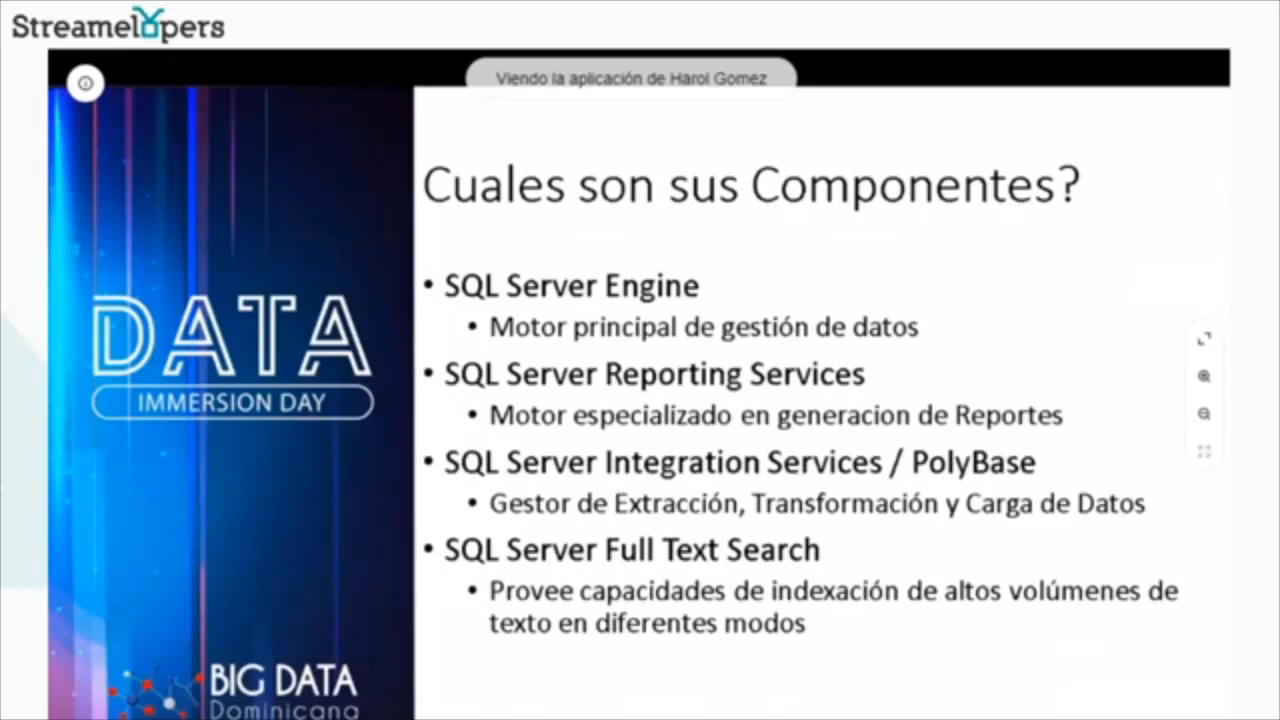 Streamelopers
Viendo la aplicación de Harol Gomez
Cuales son sus Componentes?
• SQL Server Engine
• Motor principal de gestión de datos
• SQL Server Reporting Services
• Motor especializado en generacion de Reportes
• SQL Server Integration Services / PolyBase
• Gestor de Extracción, Transformación y Carga de Datos
• SQL Server Full Text Search
• Provee capacidades de indexación de altos volúmenes de
texto en diferentes modos
DATA
IMMERSION DAY
BIG DATA
Dominicana